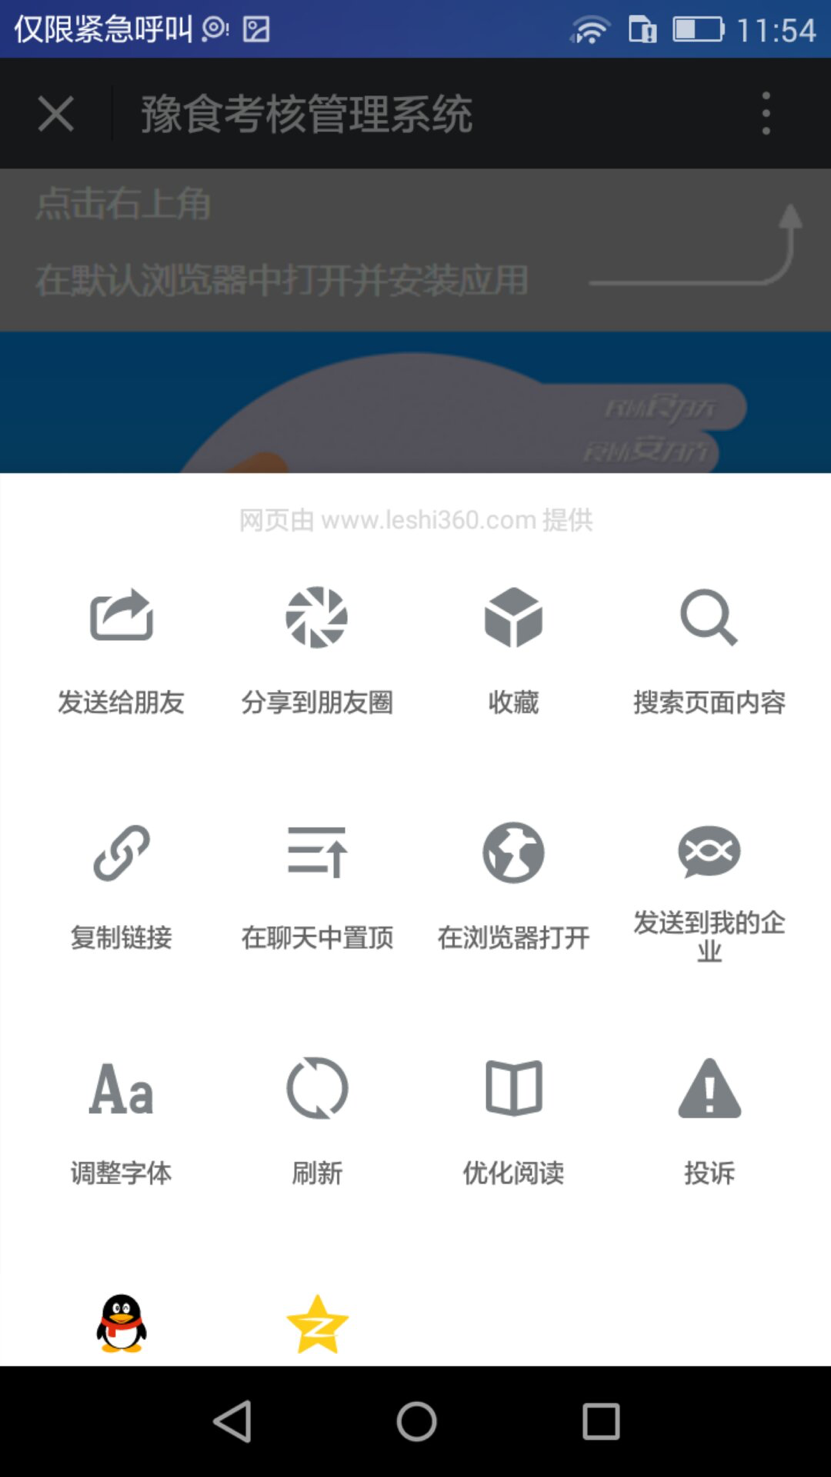 仅限紧急呼叫
11:54
豫食考核管理系统
点击右上角
在默认浏览器中打开并安装应用
网页由 www.leshi360.com 提供
发送给朋友
分享到朋友圈
收藏
搜索页面内容
复制链接
在聊天中置顶
在浏览器打开
发送到我的企
业
Aa
调整字体
刷新
优化阅读
投诉